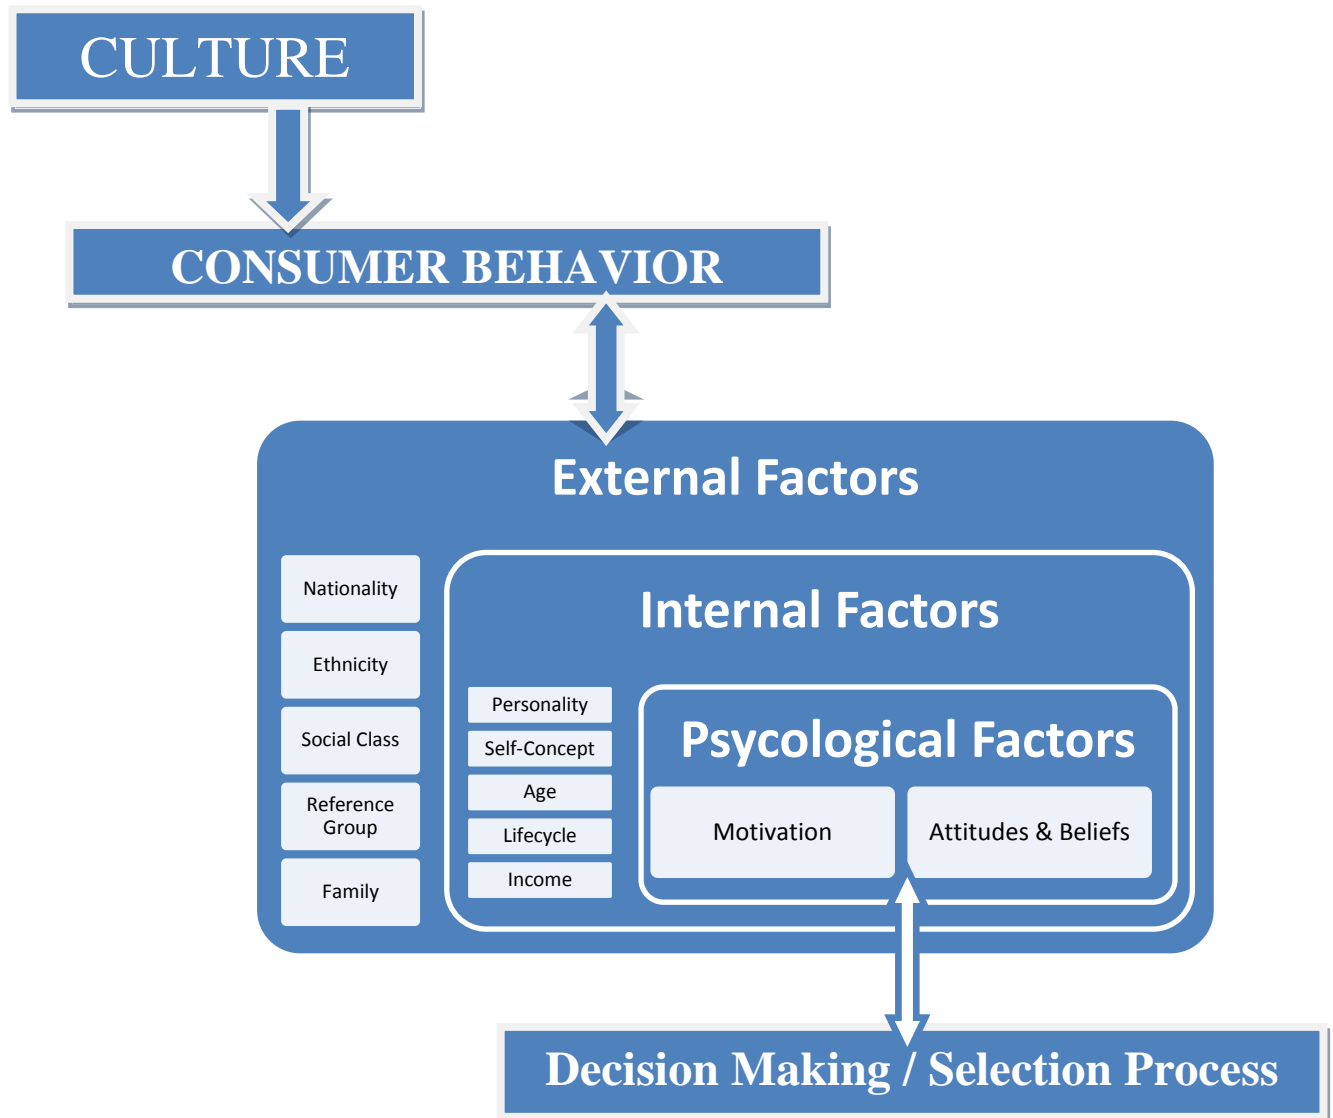 CULTURE
CONSUMER BEHAVIOR
External Factors
Nationality
Ethnicity
Social Class
Reference
Group
Family
Internal Factors
Personality
Self-Concept
Age
Lifecycle
Income
Psycological Factors
Motivation
Attitudes & Beliefs
Decision Making / Selection Process